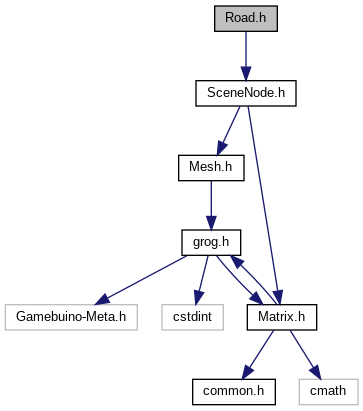 Road.h
SceneNode.h
Mesh.h
grog.h
Gamebuino-Meta.h
cstdint
Matrix.h
common.h
cmath